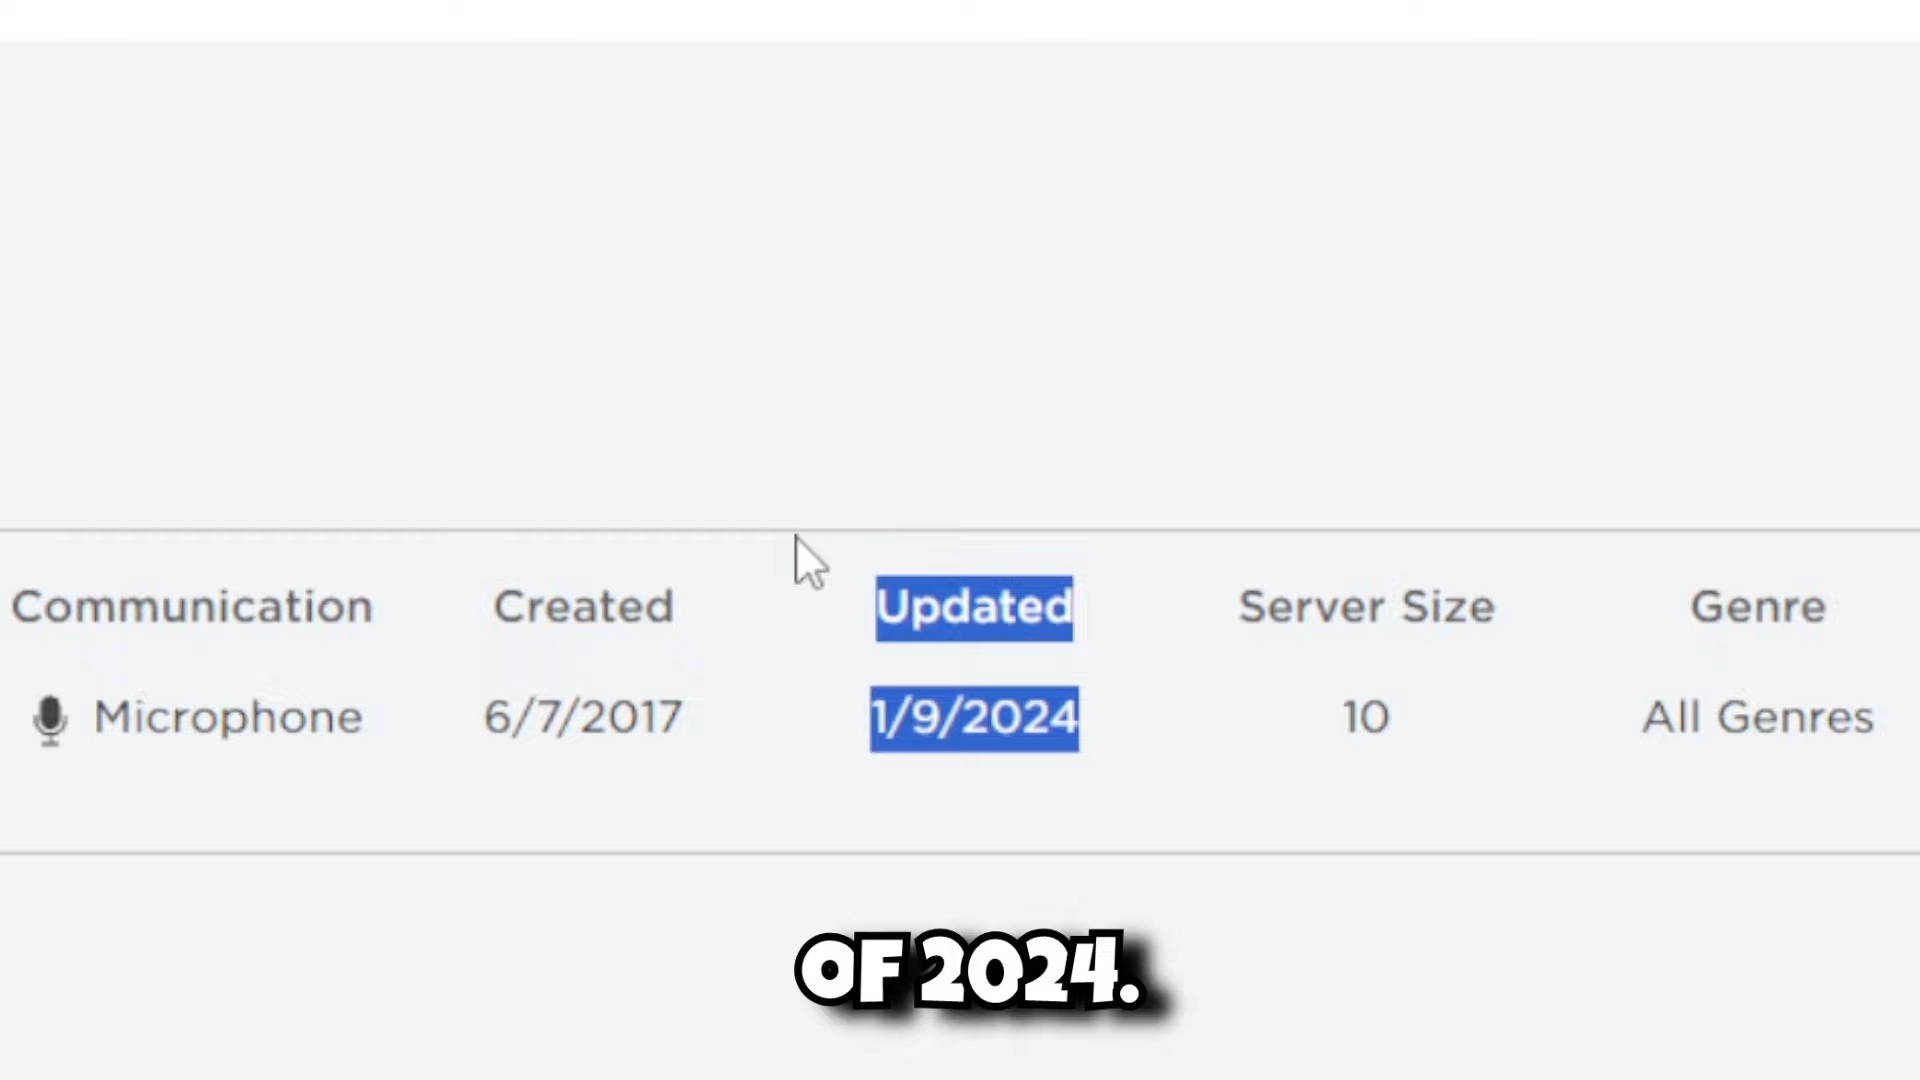 Communication Created Updated Server Size Genre
Microphone 6/7/2017 1/9/2024 10 All Genres
OF 2024.